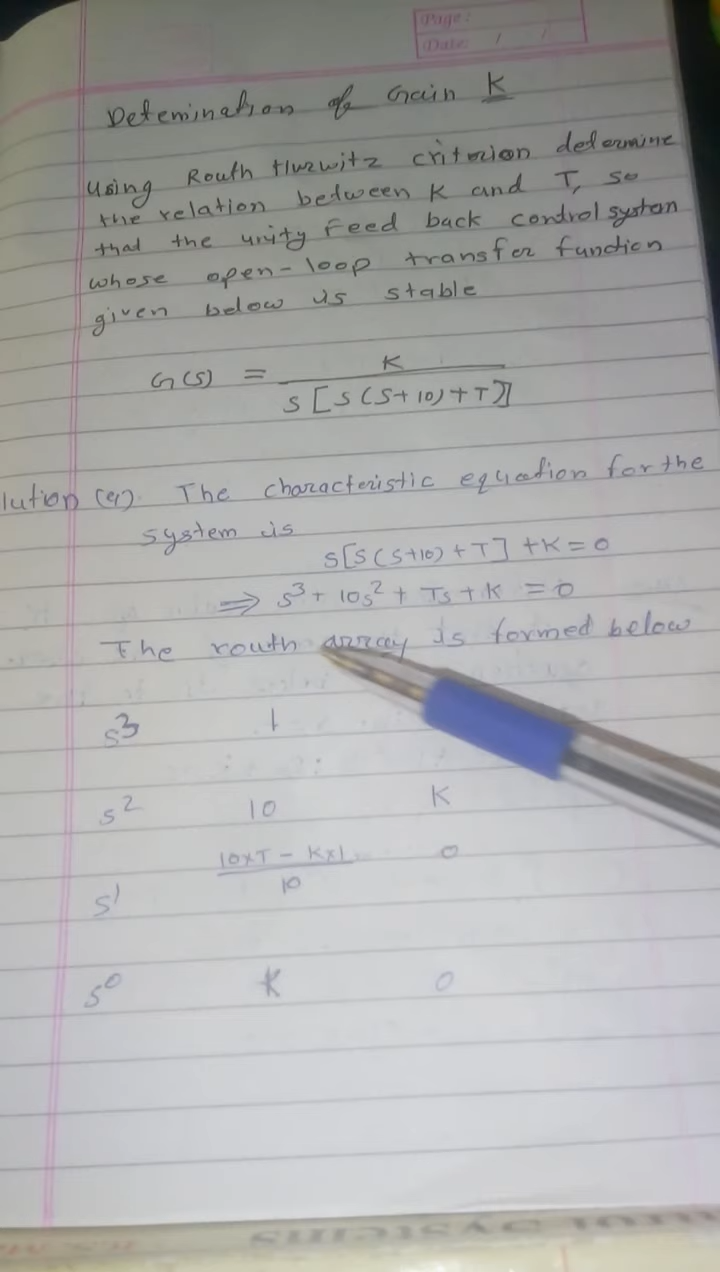 Page:
Date: / /
Detemination of Gain K
Using Routh Hurwitz criterion determine
the relation between K and T, so
that the unity feed back control system
whose open-loop transfer function
given below is stable
G(s) = K / s[s(s+10)+T]
lution (a). The characteristic equation for the
system is
s[s(s+10)+T] +K=0
⇒ s³ + 10s² + Ts + K = 0
The routh array is formed below
s³ 1
s² 10 K
s¹ 10×T - K×1 / 10 0
s⁰ K 0